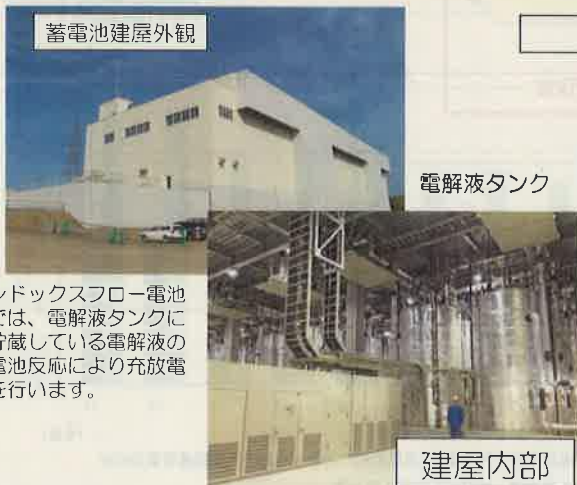 蓄電池建屋外観
電解液タンク
ンドックスフロー電池
では、電解液タンクに
貯蔵している電解液の
電池反応により充放電
を行います。
建屋内部